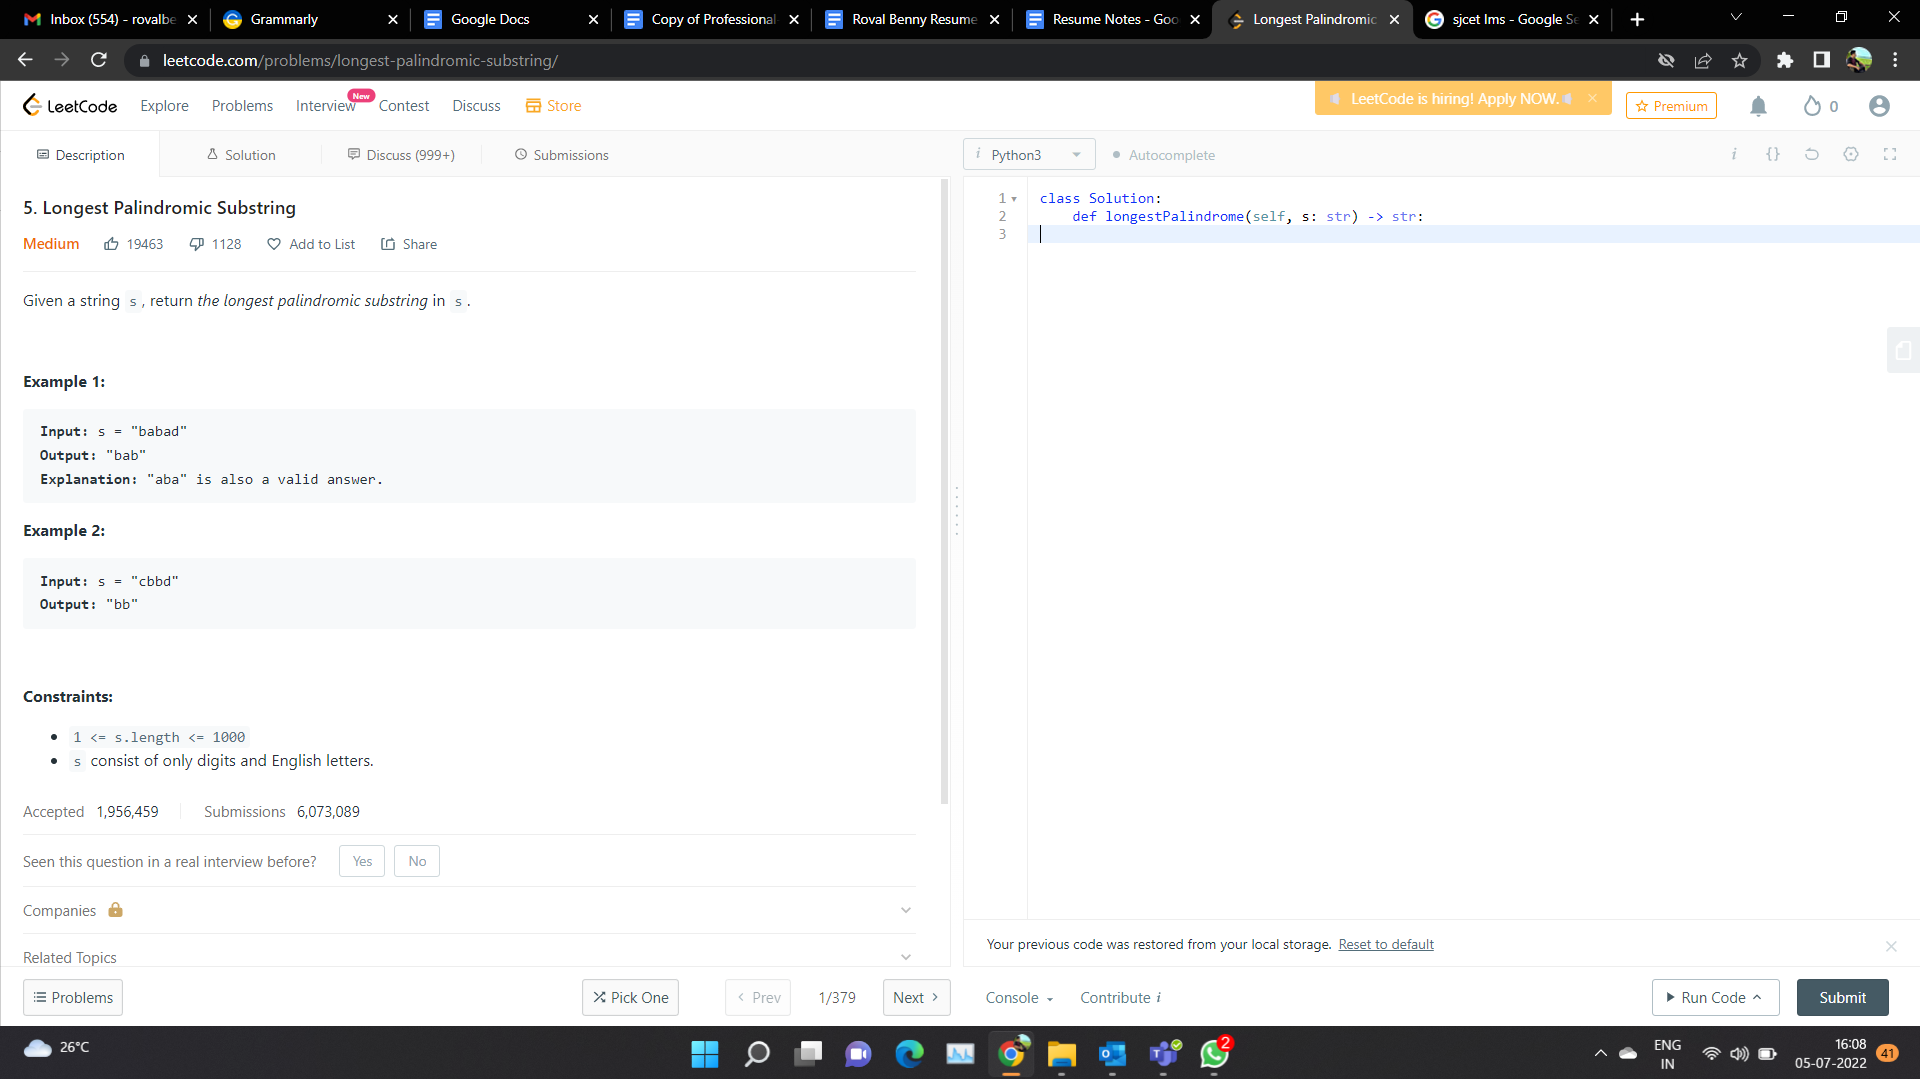 Inbox (554) - rovalbe
Grammarly
Google Docs
Copy of Professional
Roval Benny Resume
Resume Notes - Goo
Longest Palindromic
sjcet lms - Google Se
leetcode.com/problems/longest-palindromic-substring/
LeetCode
Explore
Problems
Interview
New
Contest
Discuss
Store
LeetCode is hiring! Apply NOW.
Premium
0
Description
Solution
Discuss (999+)
Submissions
i Python3
Autocomplete
i {}
5. Longest Palindromic Substring
Medium 19463 1128 Add to List Share
Given a string s, return the longest palindromic substring in s.
Example 1:
Input: s = "babad"
Output: "bab"
Explanation: "aba" is also a valid answer.
Example 2:
Input: s = "cbbd"
Output: "bb"
Constraints:
1 <= s.length <= 1000
s consist of only digits and English letters.
Accepted 1,956,459 Submissions 6,073,089
Seen this question in a real interview before? Yes No
Companies
Related Topics
1 class Solution:
2 def longestPalindrome(self, s: str) -> str:
3
Your previous code was restored from your local storage. Reset to default
Problems
Pick One
Prev
1/379
Next
Console
Contribute i
Run Code
Submit
26°C
2
ENG
IN
16:08
05-07-2022
41